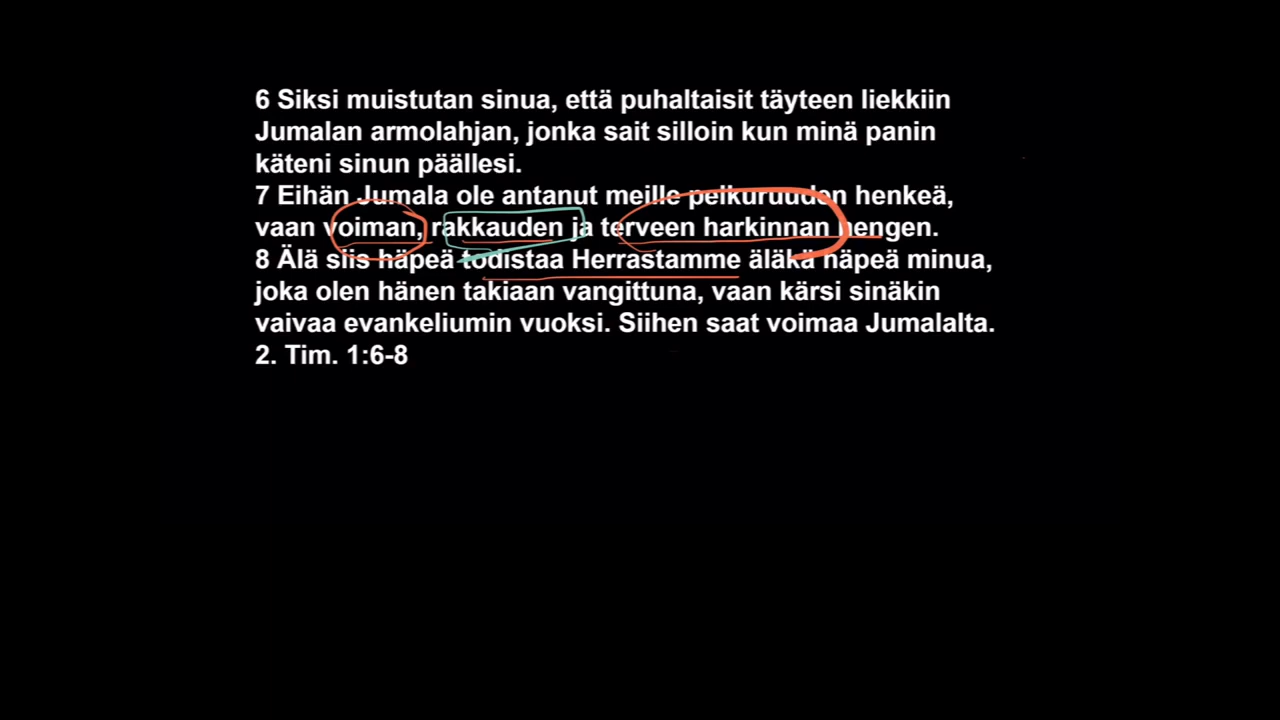 6 Siksi muistutan sinua, että puhaltaisit täyteen liekkiin
Jumalan armolahjan, jonka sait silloin kun minä panin
käteni sinun päällesi.
7 Eihän Jumala ole antanut meille pelkuruuden henkeä,
vaan voiman, rakkauden ja terveen harkinnan hengen.
8 Älä siis häpeä todistaa Herrastamme äläkä häpeä minua,
joka olen hänen takiaan vangittuna, vaan kärsi sinäkin
vaivaa evankeliumin vuoksi. Siihen saat voimaa Jumalalta.
2. Tim. 1:6-8